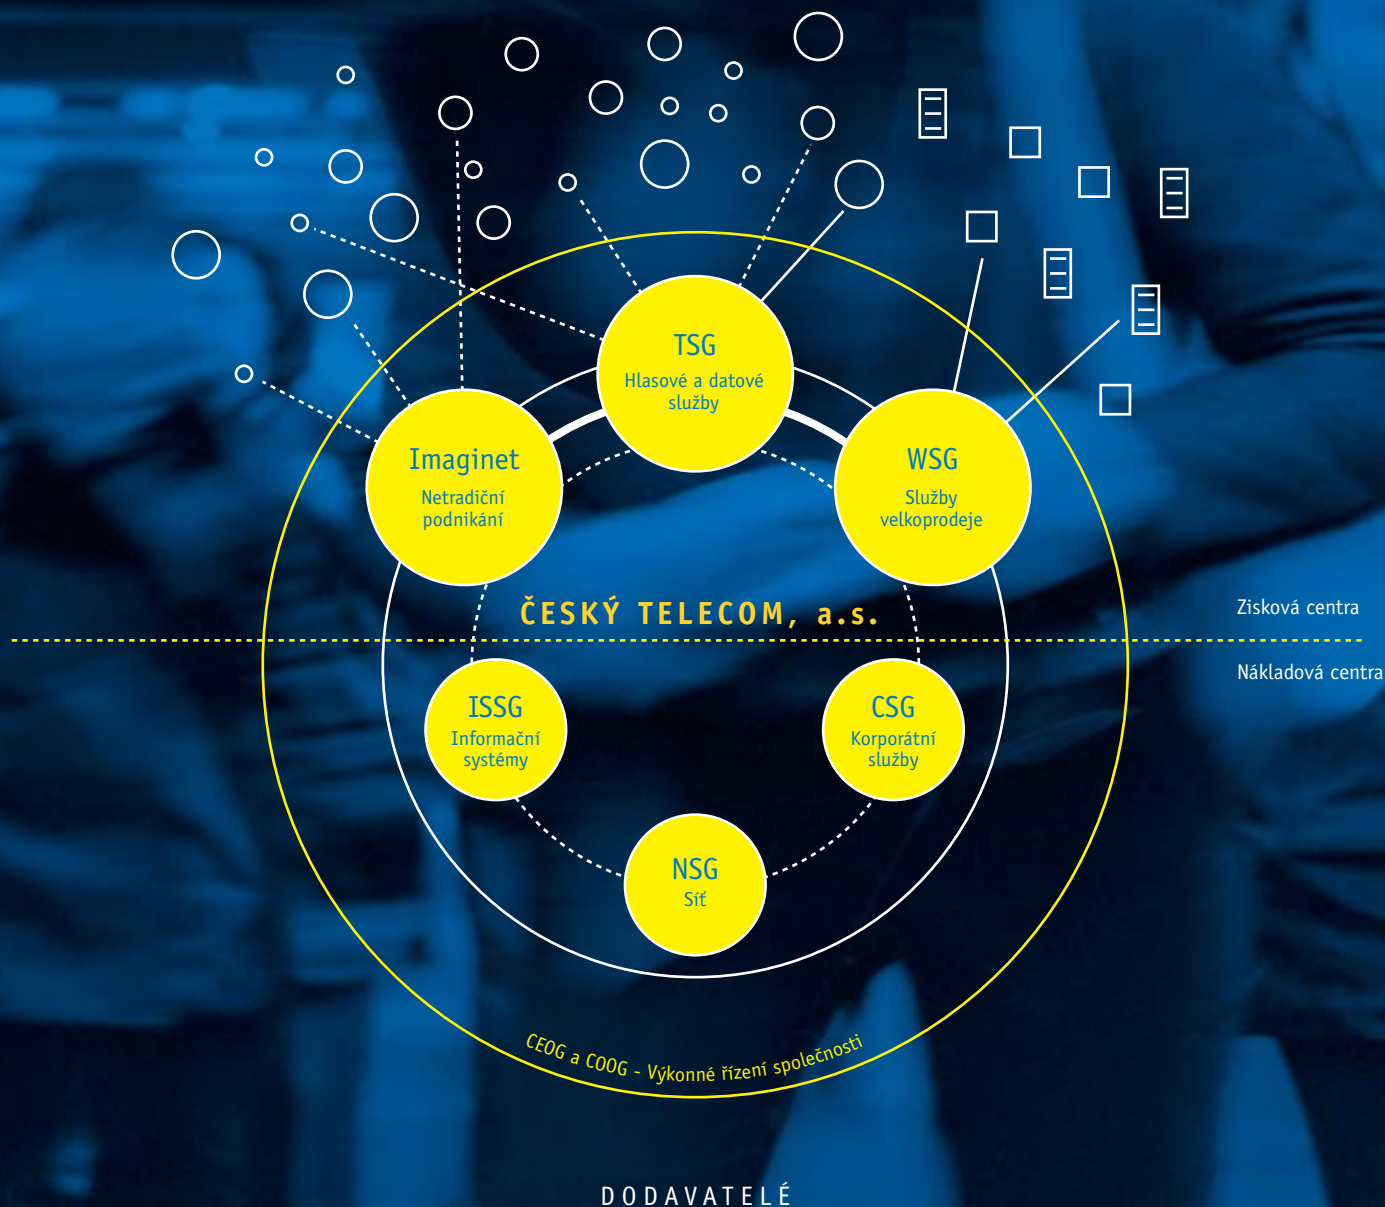 TSG
Hlasové a datové
služby
Imaginet
Netradiční
podnikání
WSG
Služby
velkoprodeje
ČESKÝ TELECOM, a.s.
Zisková centra
Nákladová centra
ISSG
Informační
systémy
CSG
Korporátní
služby
NSG
Síť
CEOG a COOG - Výkonné řízení společnosti
DODAVATELÉ